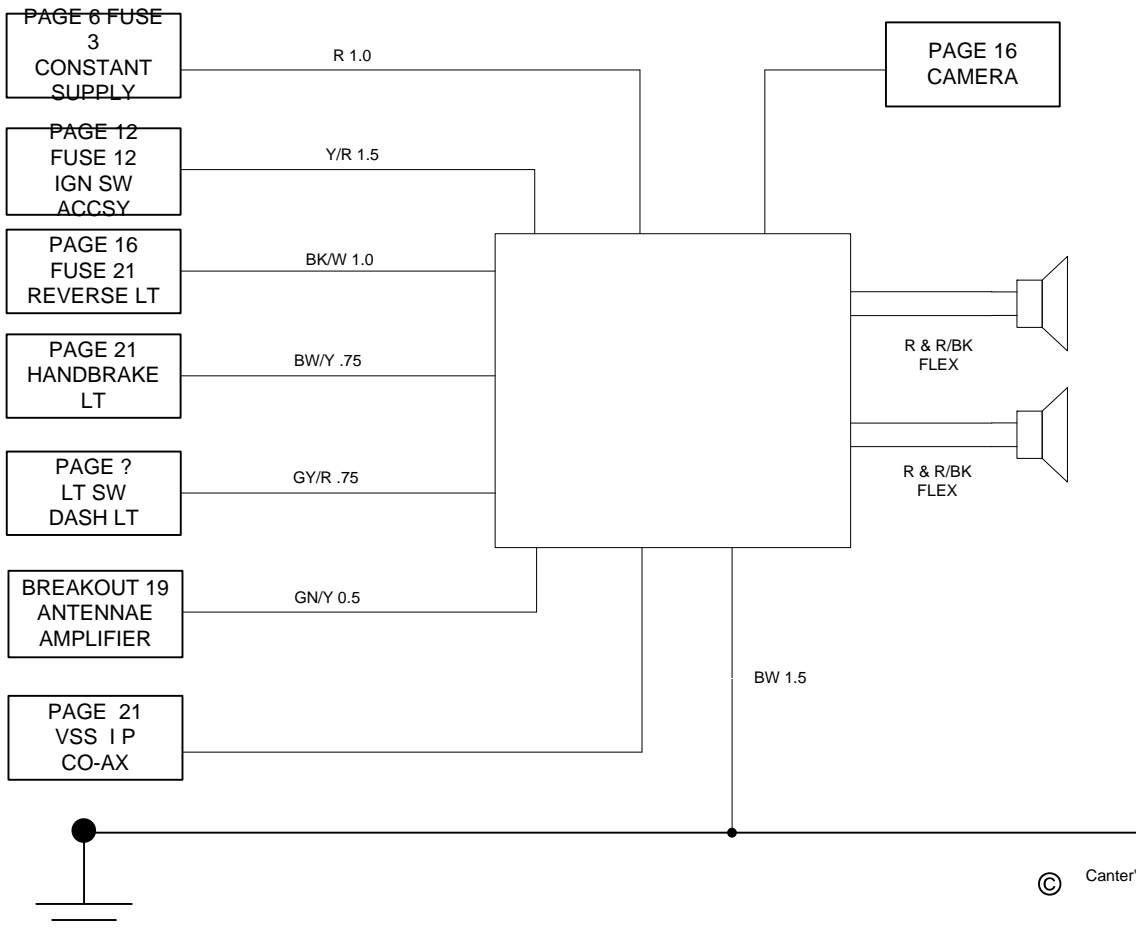 PAGE 6 FUSE
3
CONSTANT
SUPPLY
R 1.0
PAGE 16
CAMERA
PAGE 12
FUSE 12
IGN SW
ACCSY
Y/R 1.5
PAGE 16
FUSE 21
REVERSE LT
BK/W 1.0
PAGE 21
HANDBRAKE
LT
BW/Y .75
R & R/BK
FLEX
PAGE ?
LT SW
DASH LT
GY/R .75
R & R/BK
FLEX
BREAKOUT 19
ANTENNAE
AMPLIFIER
GN/Y 0.5
BW 1.5
PAGE 21
VSS I P
CO-AX
© Canter'